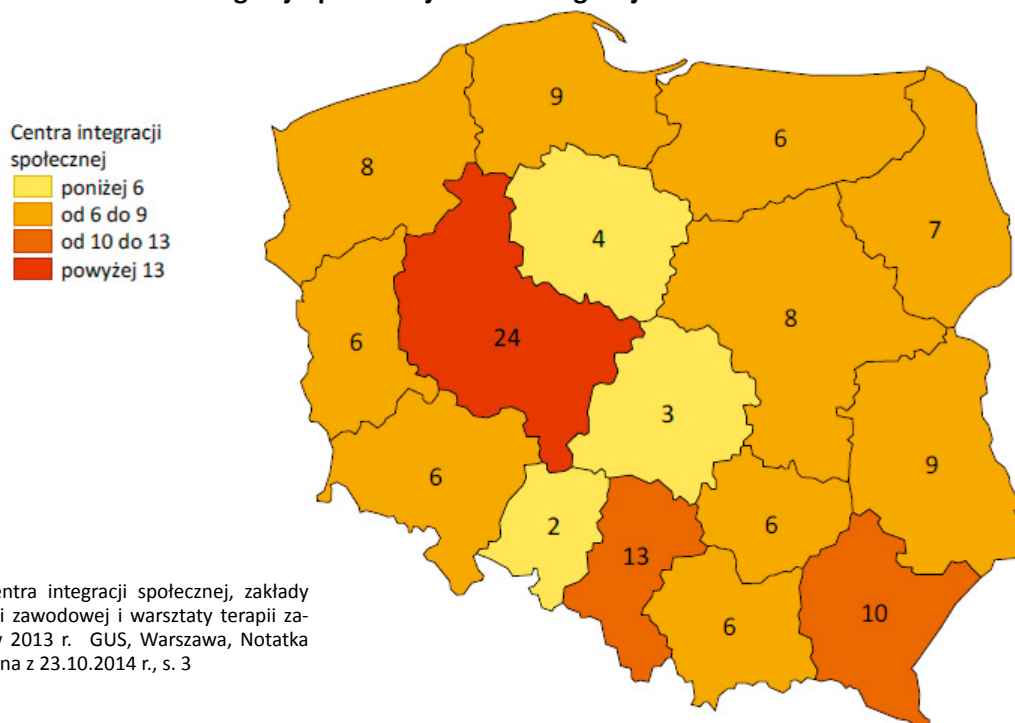 Centra integracji
społecznej
poniżej 6
od 6 do 9
od 10 do 13
powyżej 13
9
6
8
7
4
8
24
6
3
9
6
2
6
13
10
6
entra integracji społecznej, zakłady
i zawodowej i warsztaty terapii za-
2013 r. GUS, Warszawa, Notatka
na z 23.10.2014 r., s. 3